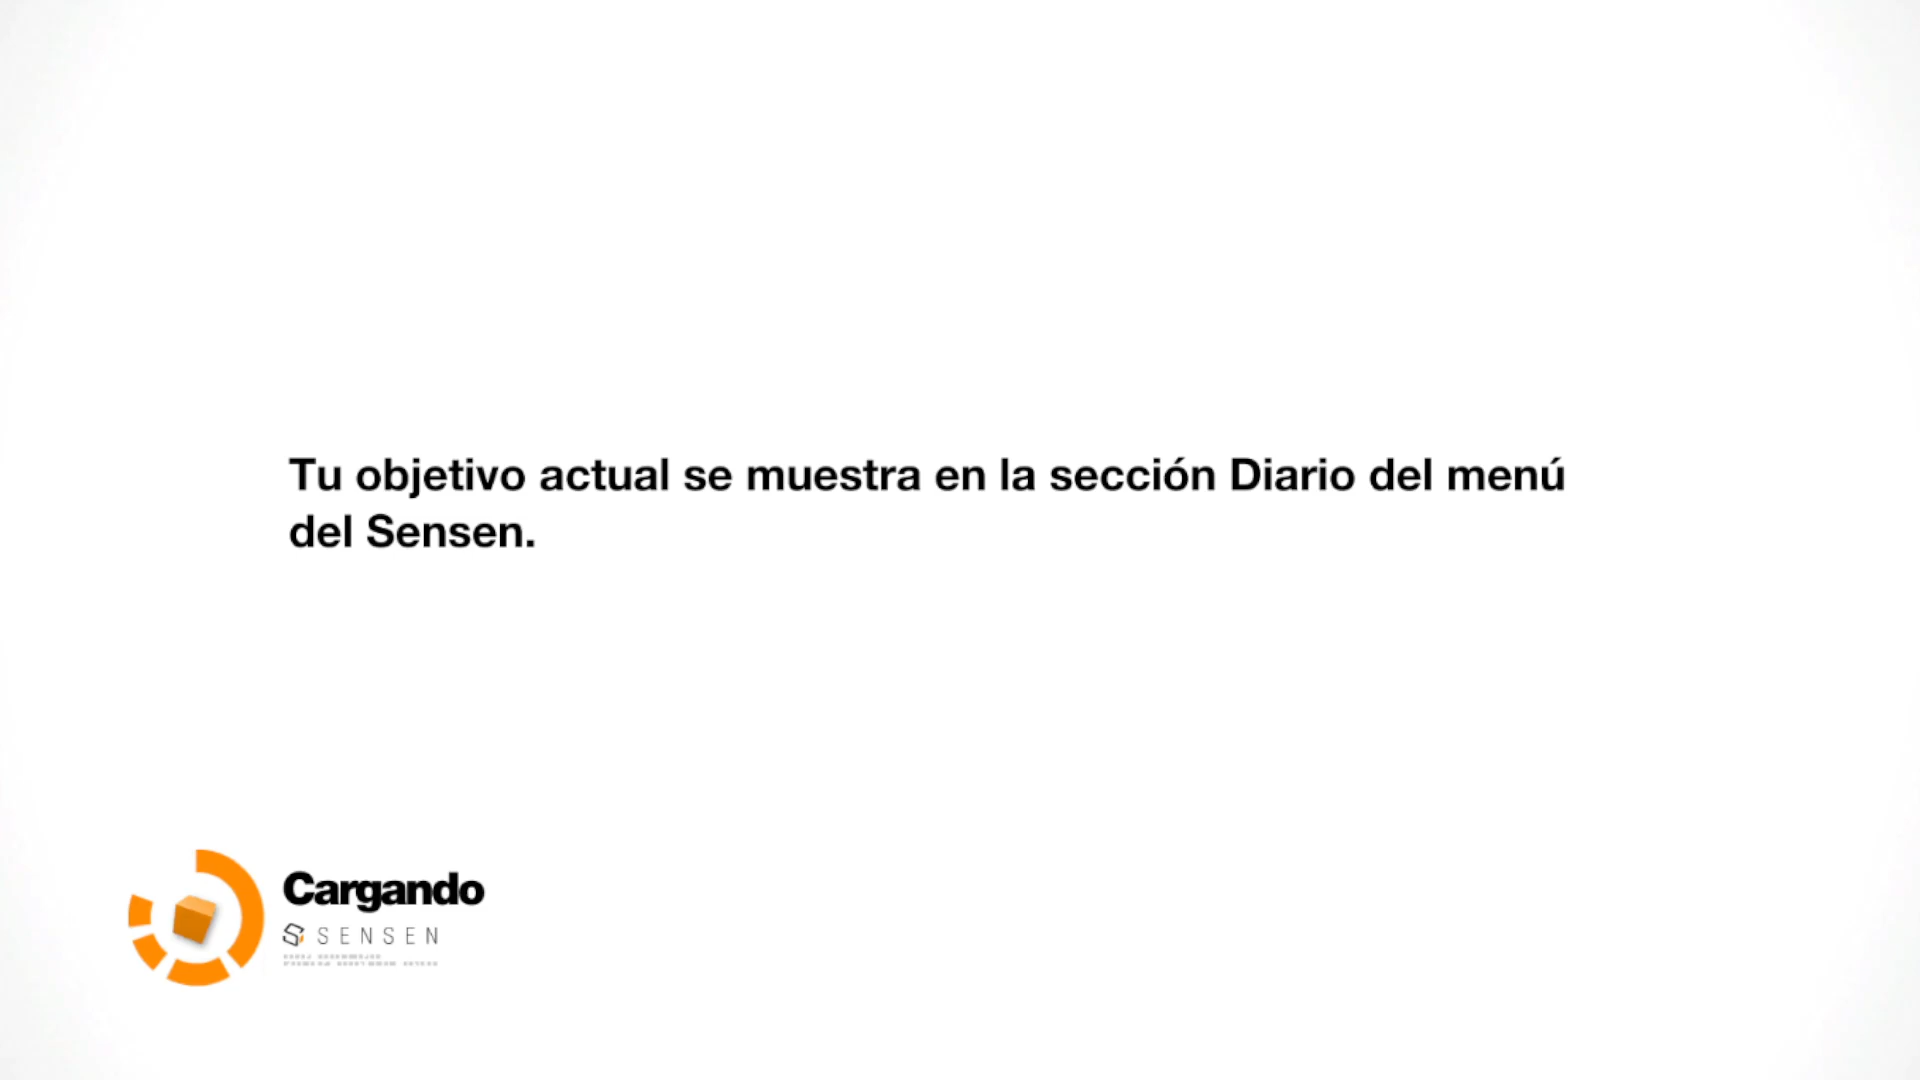 Tu objetivo actual se muestra en la sección Diario del menú
del Sensen.
Cargando
SENSEN